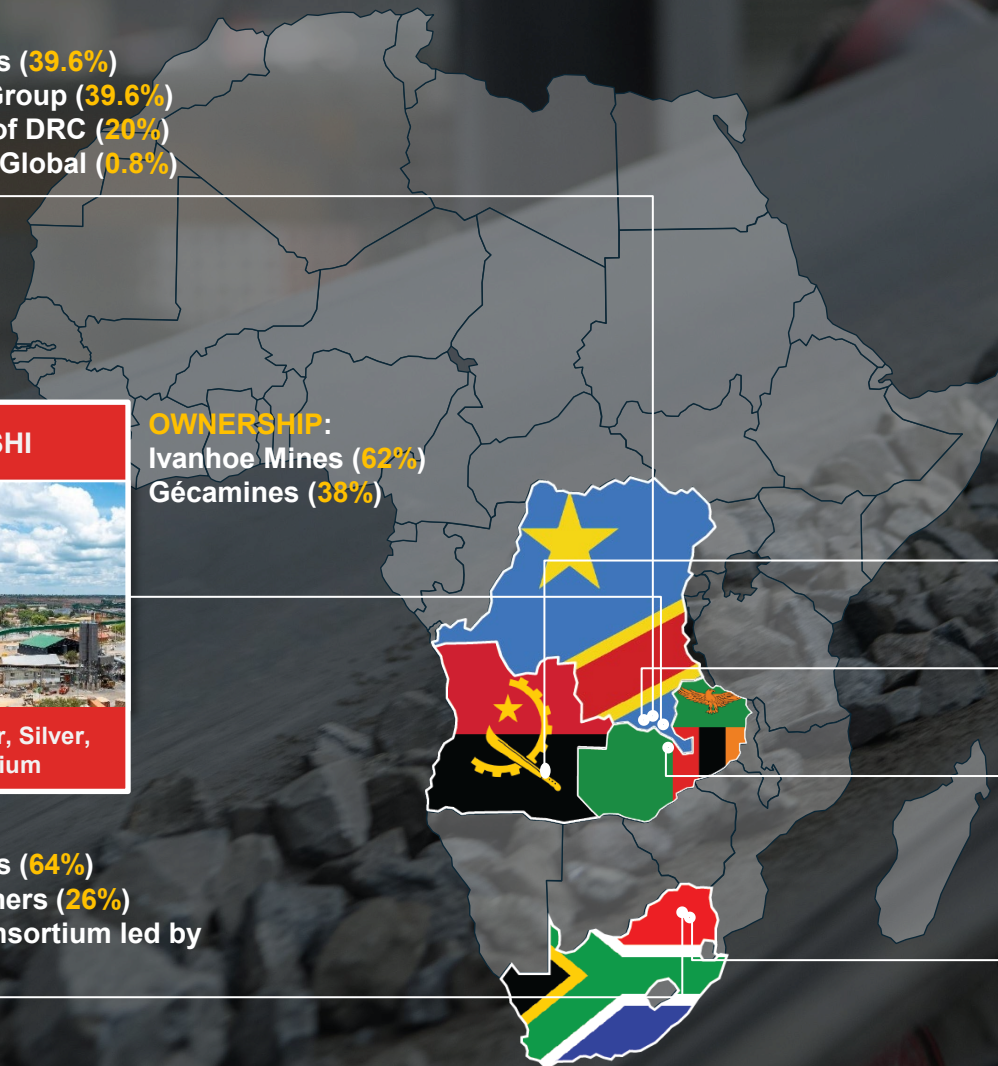 s (39.6%)
Group (39.6%)
of DRC (20%)
Global (0.8%)
SHI
OWNERSHIP:
Ivanhoe Mines (62%)
Gécamines (38%)
r, Silver,
ium
s (64%)
ners (26%)
nsortium led by